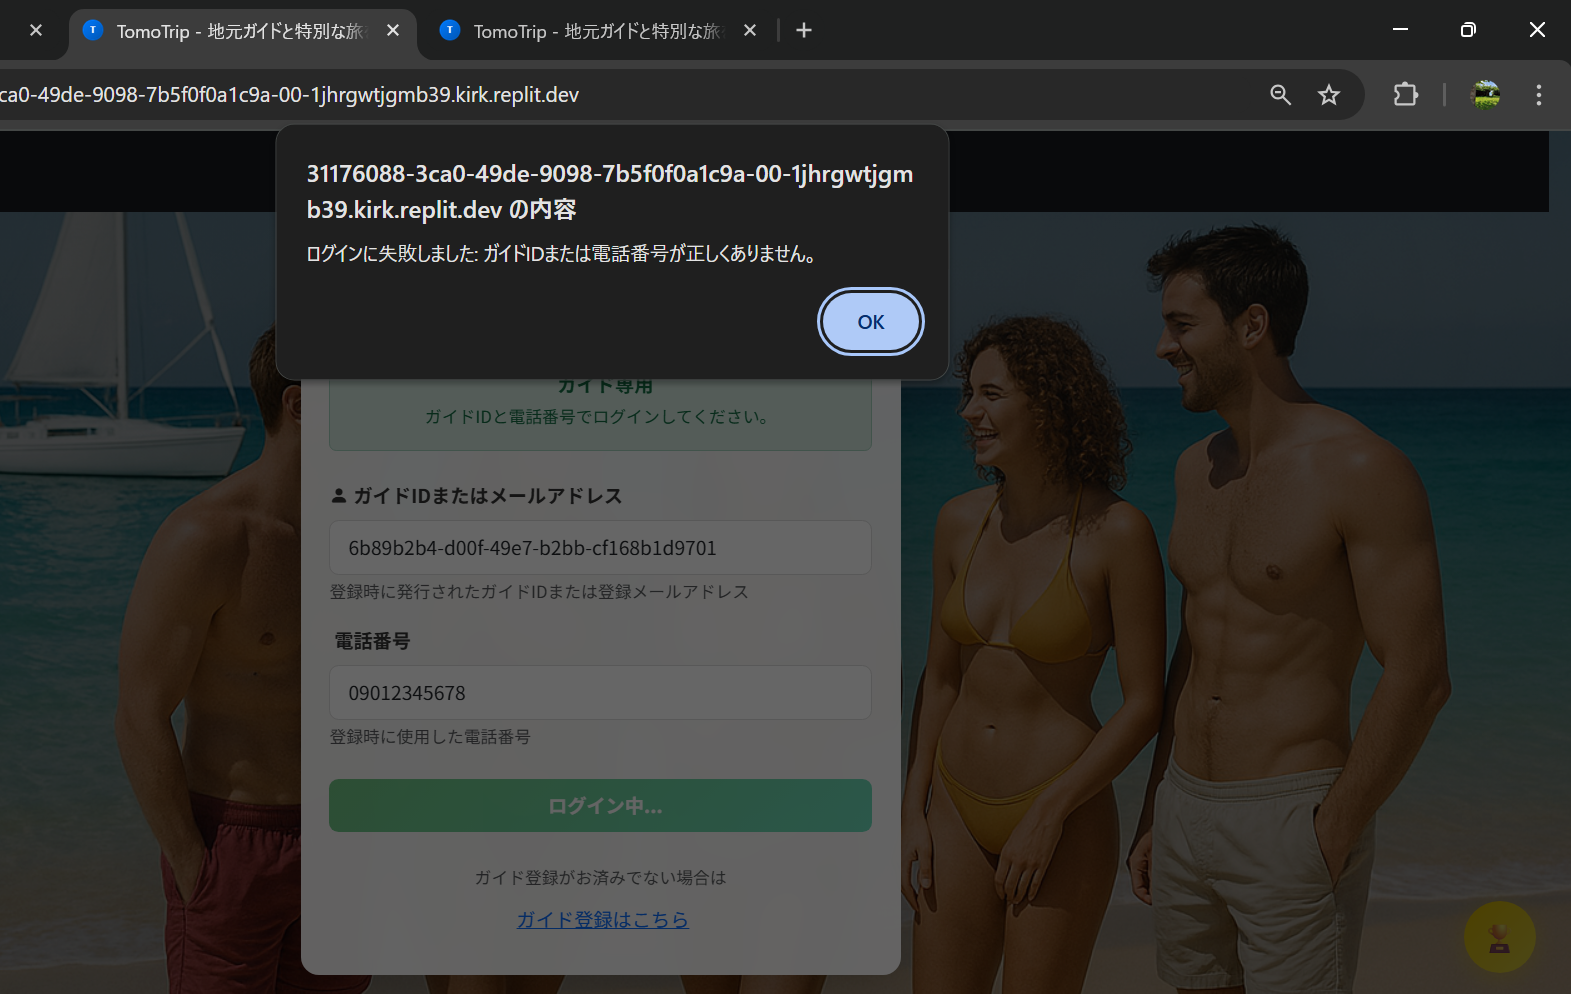 TomoTrip - 地元ガイドと特別な旅
TomoTrip - 地元ガイドと特別な旅
ca0-49de-9098-7b5f0f0a1c9a-00-1jhrgwtjgmb39.kirk.replit.dev
31176088-3ca0-49de-9098-7b5f0f0a1c9a-00-1jhrgwtjgm
b39.kirk.replit.dev の内容
ログインに失敗しました: ガイドIDまたは電話番号が正しくありません。
OK
ガイド専用
ガイドIDと電話番号でログインしてください。
ガイドIDまたはメールアドレス
6b89b2b4-d00f-49e7-b2bb-cf168b1d9701
登録時に発行されたガイドIDまたは登録メールアドレス
電話番号
09012345678
登録時に使用した電話番号
ログイン中...
ガイド登録がお済みでない場合は
ガイド登録はこちら